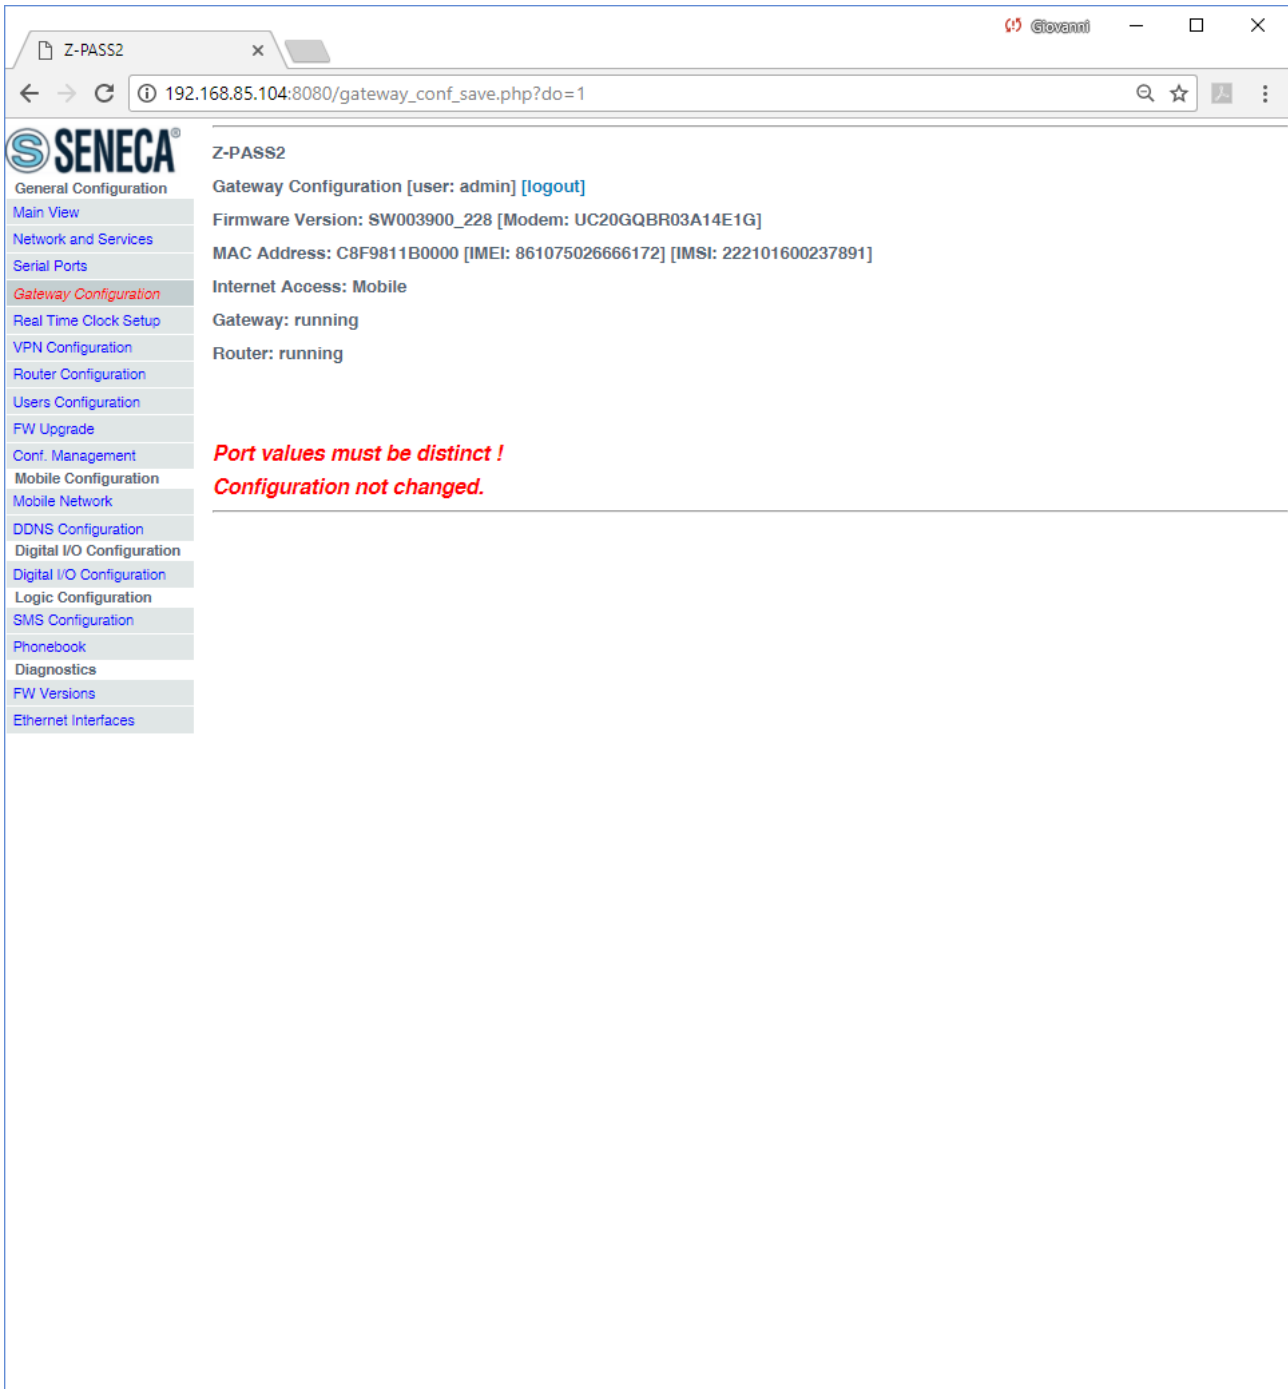 Giovanni
Z-PASS2
192.168.85.104:8080/gateway_conf_save.php?do=1
S SENECA®
General Configuration
Main View
Network and Services
Serial Ports
Gateway Configuration
Real Time Clock Setup
VPN Configuration
Router Configuration
Users Configuration
FW Upgrade
Conf. Management
Mobile Configuration
Mobile Network
DDNS Configuration
Digital I/O Configuration
Digital I/O Configuration
Logic Configuration
SMS Configuration
Phonebook
Diagnostics
FW Versions
Ethernet Interfaces
Z-PASS2
Gateway Configuration [user: admin] [logout]
Firmware Version: SW003900_228 [Modem: UC20GQBR03A14E1G]
MAC Address: C8F9811B0000 [IMEI: 861075026666172] [IMSI: 222101600237891]
Internet Access: Mobile
Gateway: running
Router: running
Port values must be distinct !
Configuration not changed.